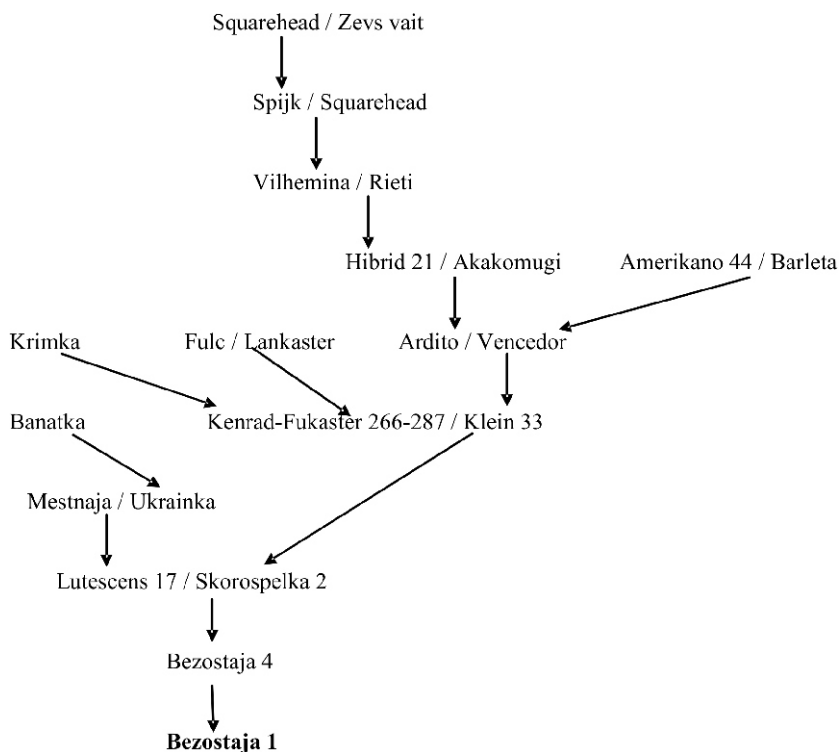 Squarehead / Zevs vait
Spijk / Squarehead
Vilhemina / Rieti
Hibrid 21 / Akakomugi
Amerikano 44 / Barleta
Krimka
Fulc / Lankaster
Ardito / Vencedor
Banatka
Kenrad-Fukaster 266-287 / Klein 33
Mestnaja / Ukrainka
Lutescens 17 / Skorospelka 2
Bezostaja 4
Bezostaja 1